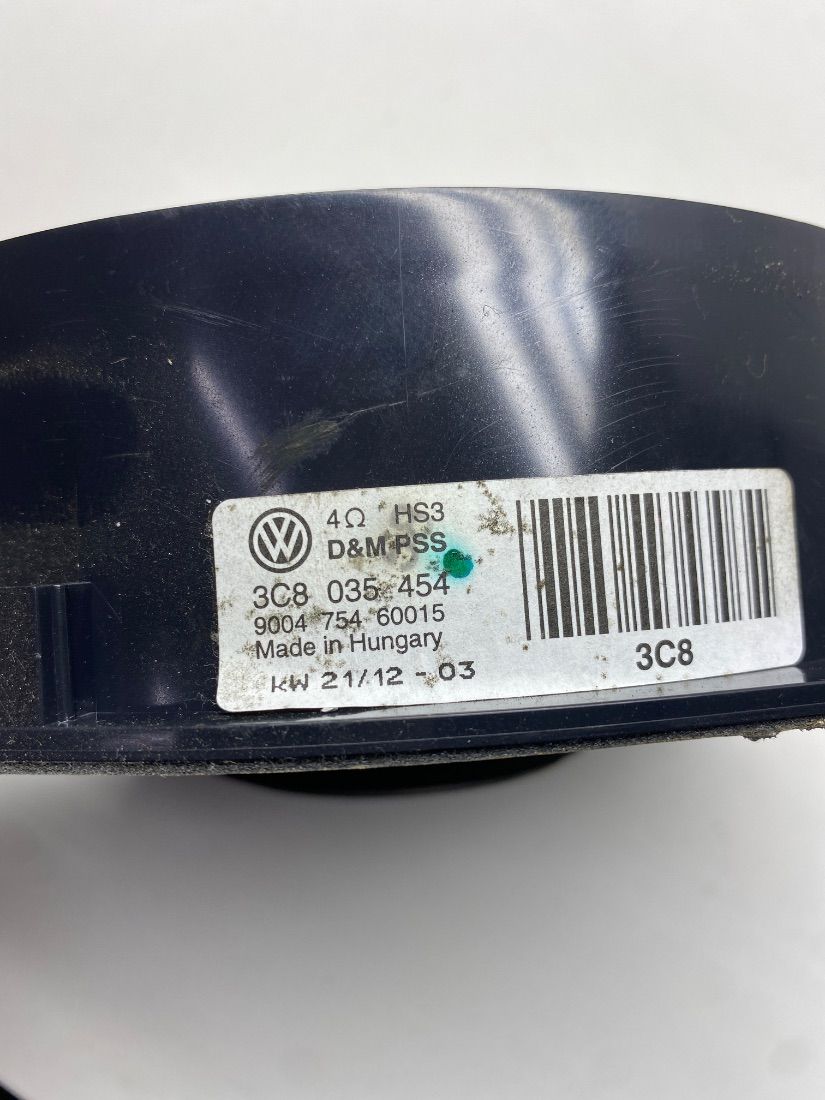 4Ω HS3
D&M PSS
3C8 035 454
9004 754 60015
Made in Hungary
KW 21/12 - 03
3C8